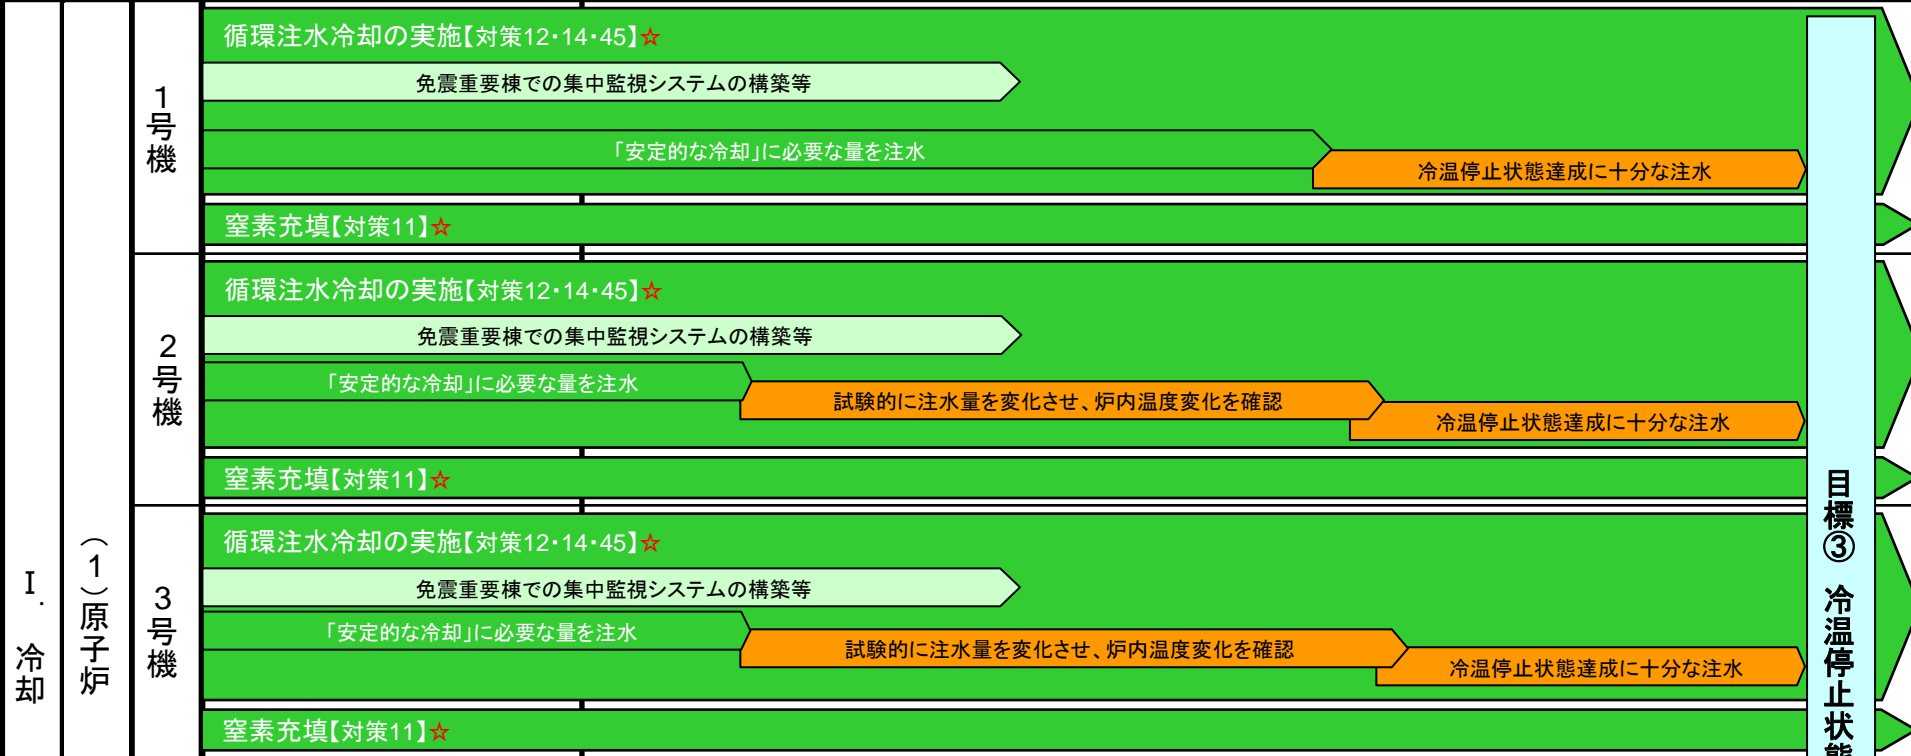 Ⅰ. 冷却
(1)原子炉
1号機
循環注水冷却の実施【対策12・14・45】☆
免震重要棟での集中監視システムの構築等
「安定的な冷却」に必要な量を注水
冷温停止状態達成に十分な注水
窒素充填【対策11】☆
2号機
循環注水冷却の実施【対策12・14・45】☆
免震重要棟での集中監視システムの構築等
「安定的な冷却」に必要な量を注水
試験的に注水量を変化させ、炉内温度変化を確認
冷温停止状態達成に十分な注水
窒素充填【対策11】☆
3号機
循環注水冷却の実施【対策12・14・45】☆
免震重要棟での集中監視システムの構築等
「安定的な冷却」に必要な量を注水
試験的に注水量を変化させ、炉内温度変化を確認
冷温停止状態達成に十分な注水
窒素充填【対策11】☆
目標③ 冷温停止状態